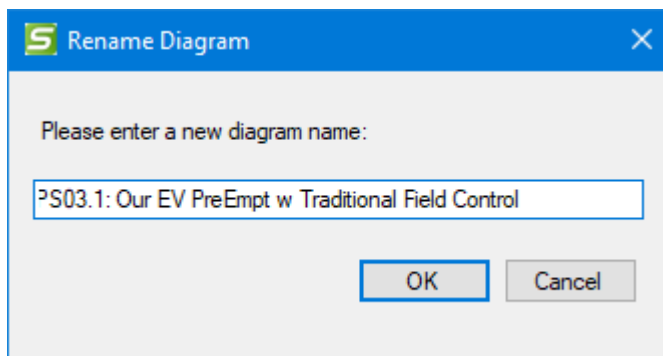 Rename Diagram
Please enter a new diagram name:
PS03.1: Our EV PreEmpt w Traditional Field Control
OK
Cancel